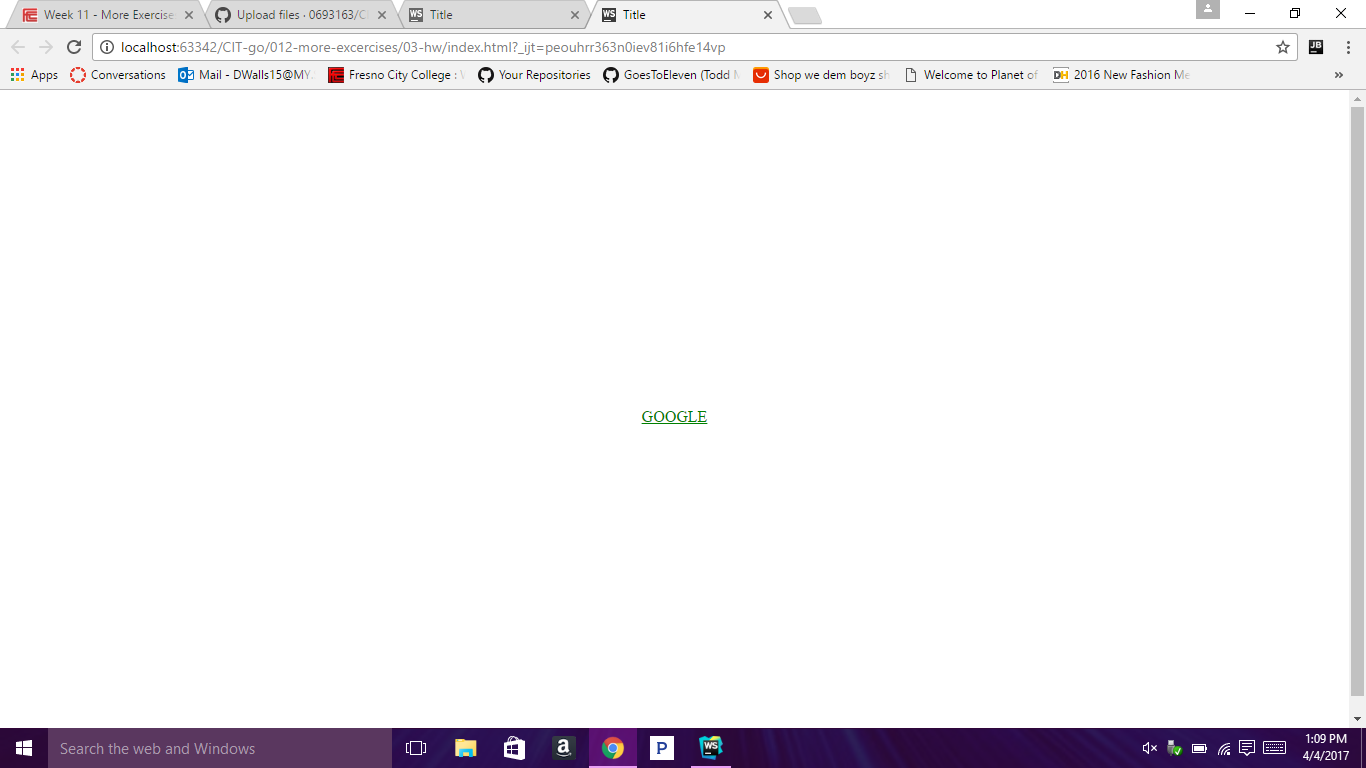 Week 11 - More Exercise
Upload files · 0693163/C
Title
Title
localhost:63342/CIT-go/012-more-excercises/03-hw/index.html?_ijt=peouhrr363n0iev81i6hfe14vp
JB
Apps
Conversations
Mail - DWalls15@MY.
Fresno City College :
Your Repositories
GoesToEleven (Todd
Shop we dem boyz sh
Welcome to Planet of
DH
2016 New Fashion Me
GOOGLE
Search the web and Windows
1:09 PM
4/4/2017